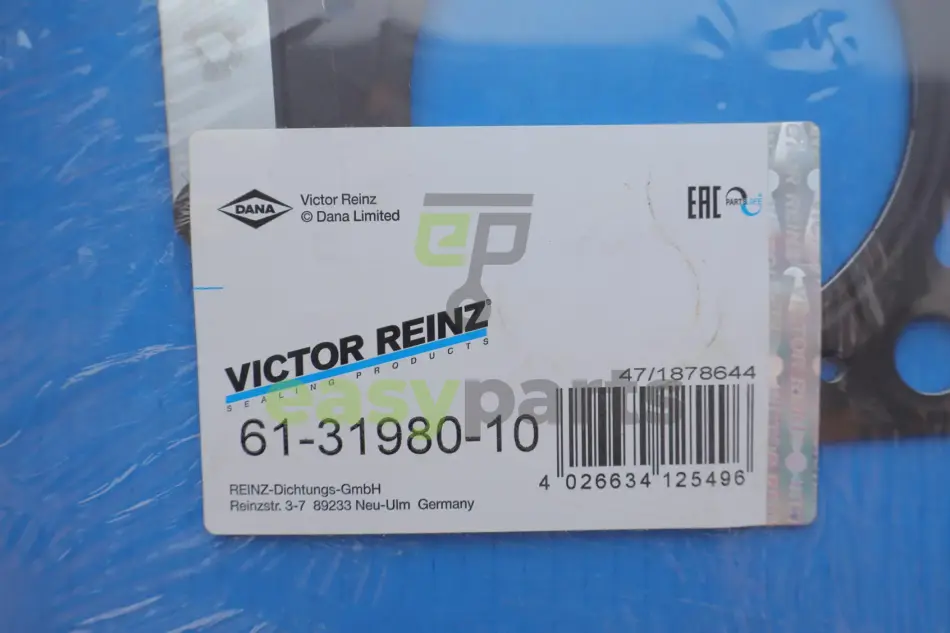 DANA
Victor Reinz
© Dana Limited
EAC
ep
VICTOR REINZ®
SEALING PRODUCTS
easyparts
47/1878644
61-31980-10
4 026634 125496
REINZ-Dichtungs-GmbH
Reinzstr. 3-7 89233 Neu-Ulm Germany